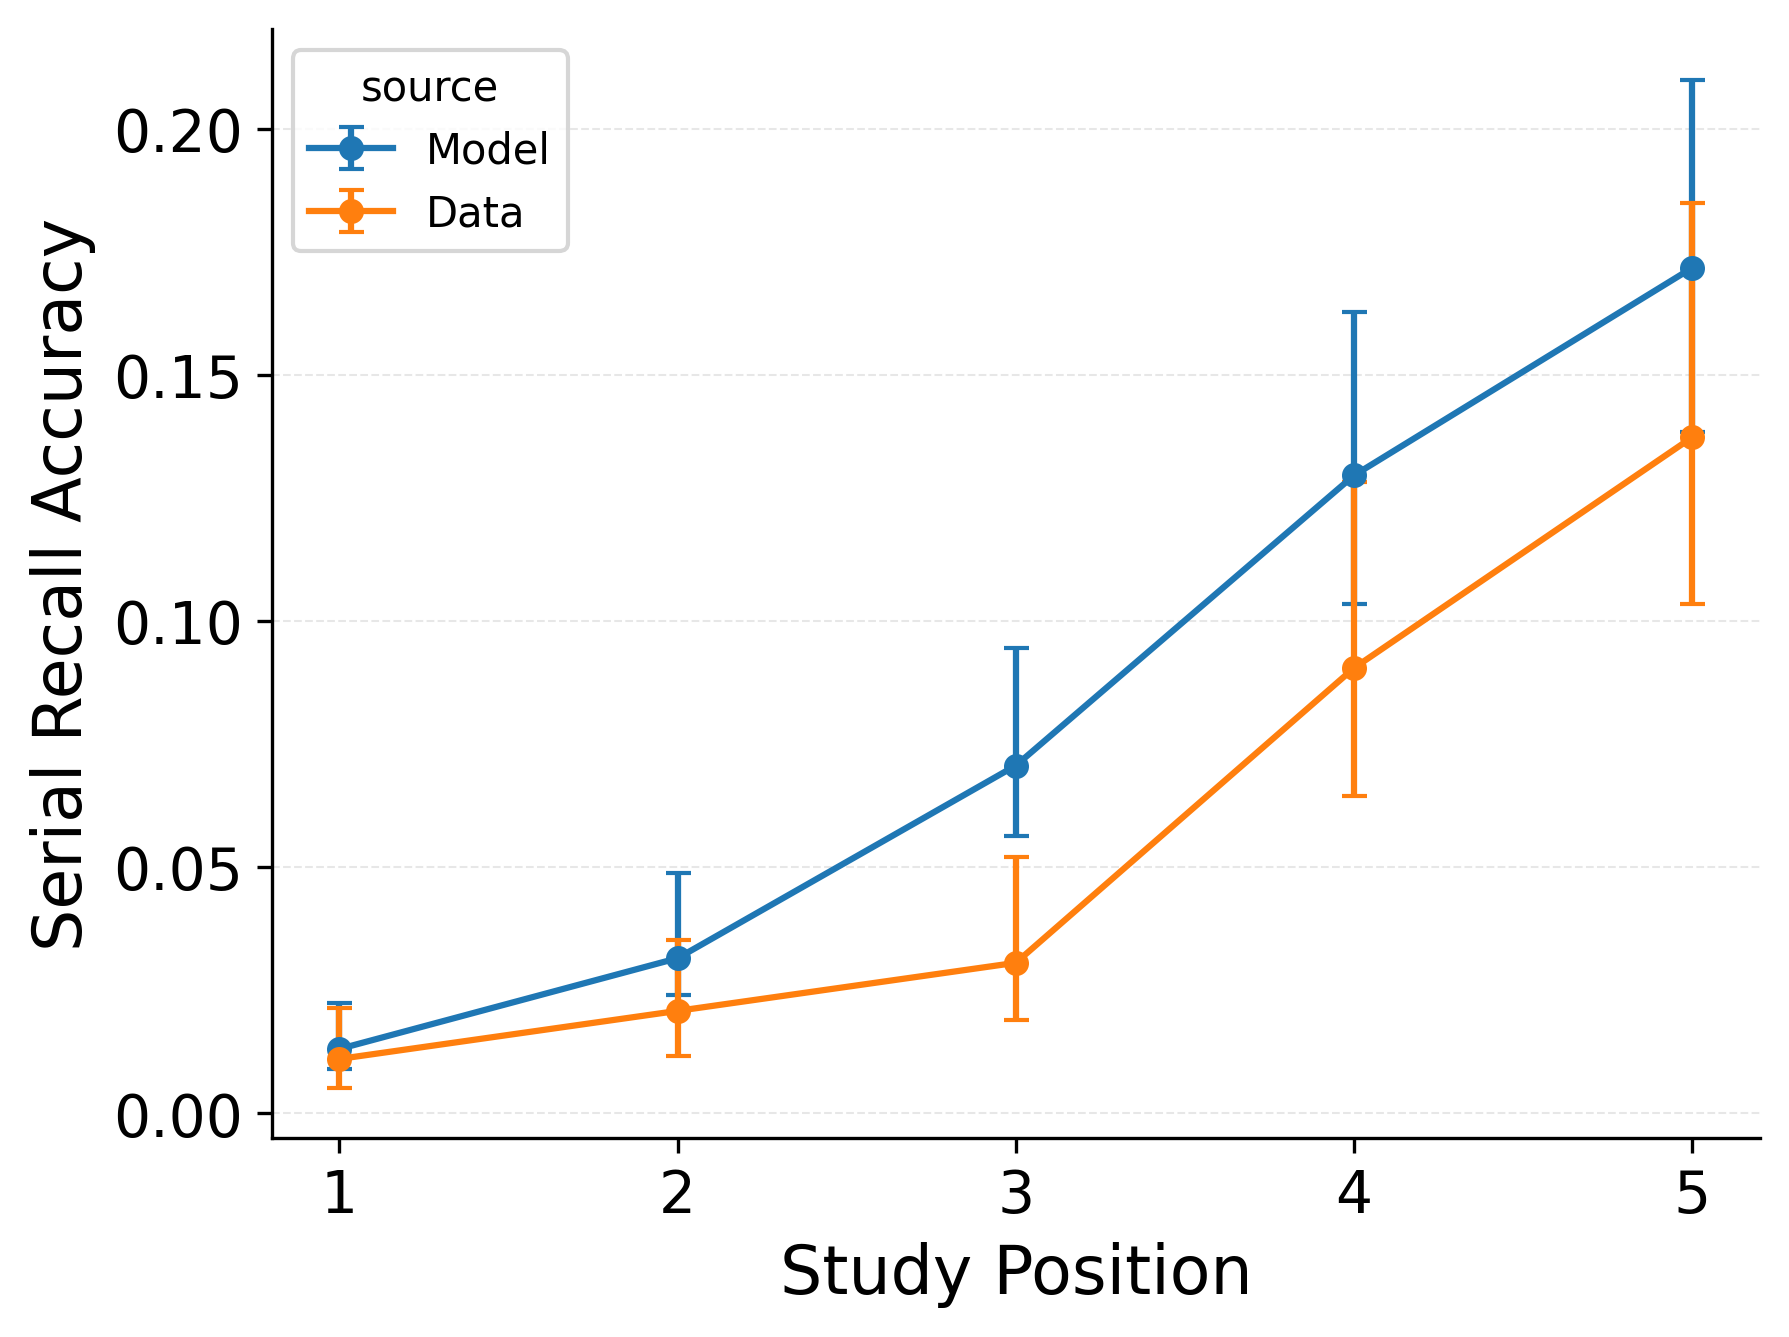 source
Model
Data
0.20
0.15
0.10
0.05
0.00
Serial Recall Accuracy
1 2 3 4 5
Study Position